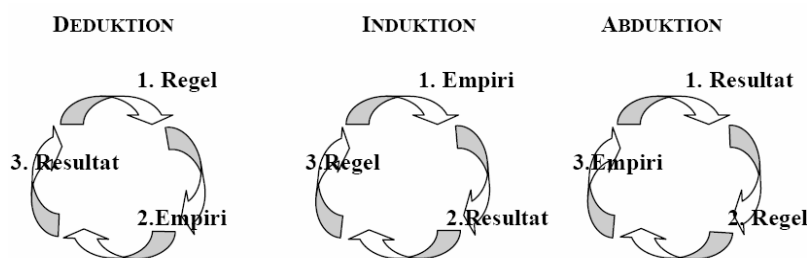 DEDUKTION
1. Regel
2.Empiri
3. Resultat
INDUKTION
1. Empiri
2.Resultat
3.Regel
ABDUKTION
1. Resultat
2. Regel
3.Empiri